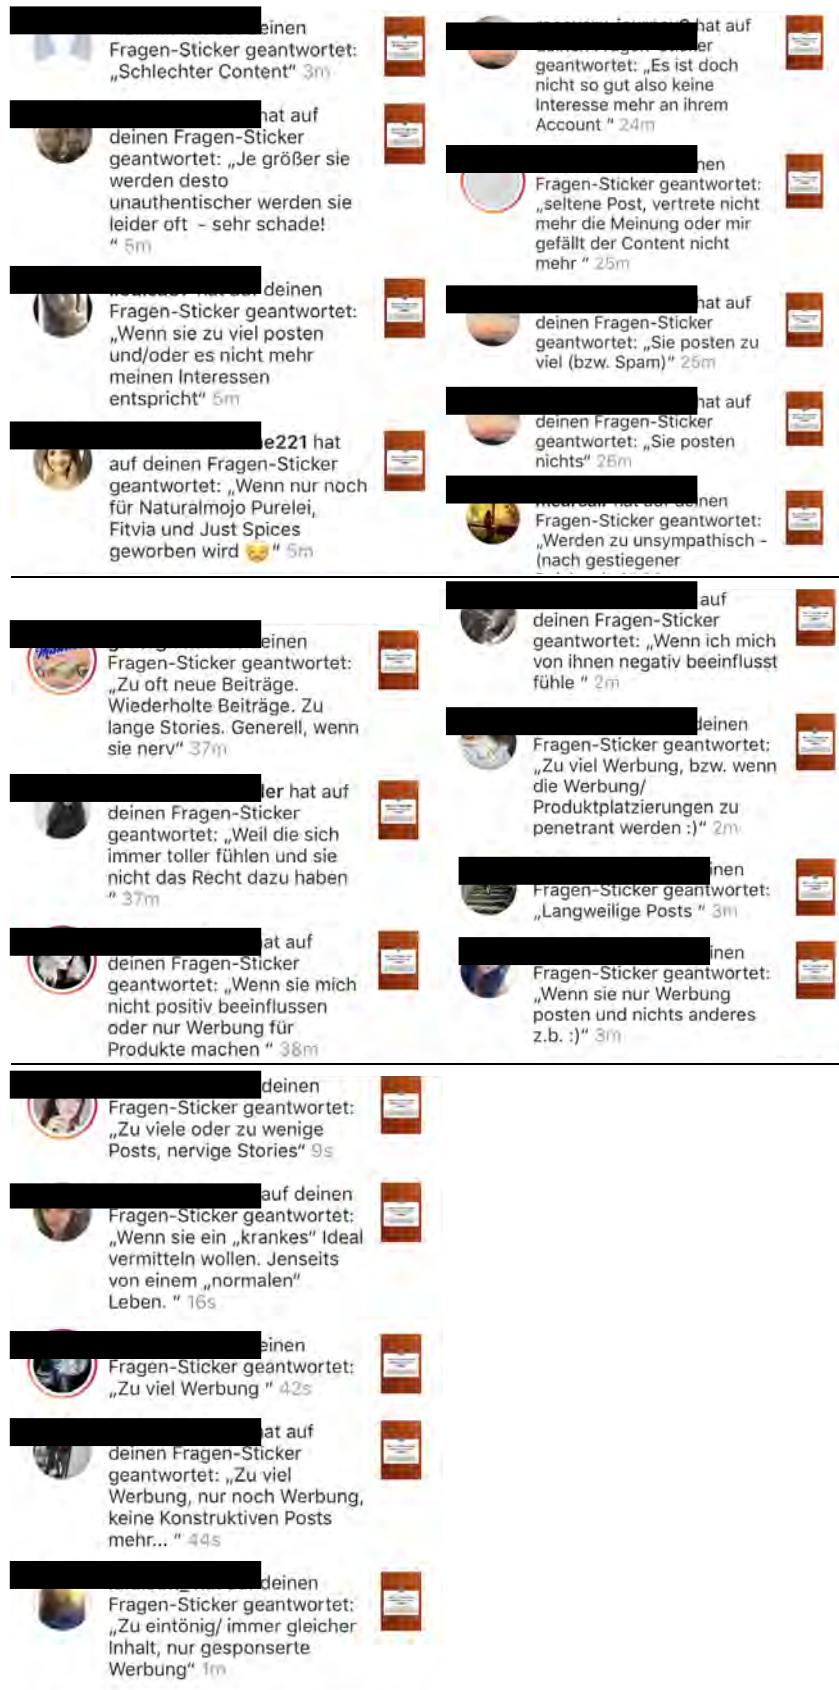 einen
Fragen-Sticker geantwortet:
„Schlechter Content“ 3m
hat auf
deinen Fragen-Sticker
geantwortet: „Je größer sie
werden desto
unauthentischer werden sie
leider oft - sehr schade!
“ 5m
deinen
Fragen-Sticker geantwortet:
„Wenn sie zu viel posten
und/oder es nicht mehr
meinen Interessen
entspricht“ 5m
e221 hat
auf deinen Fragen-Sticker
geantwortet: „Wenn nur noch
für Naturalmojo Purelei,
Fitvia und Just Spices
geworben wird 😔“ 5m
hat auf
deinen Fragen-Sticker
geantwortet: „Es ist doch
nicht so gut also keine
Interesse mehr an ihrem
Account “ 24m
nen
Fragen-Sticker geantwortet:
„seltene Post, vertrete nicht
mehr die Meinung oder mir
gefällt der Content nicht
mehr “ 25m
hat auf
deinen Fragen-Sticker
geantwortet: „Sie posten zu
viel (bzw. Spam)“ 25m
hat auf
deinen Fragen-Sticker
geantwortet: „Sie posten
nichts“ 26m
hat auf deinen
Fragen-Sticker geantwortet:
„Werden zu unsympathisch -
(nach gestiegener
einen
Fragen-Sticker geantwortet:
„Zu oft neue Beiträge.
Wiederholte Beiträge. Zu
lange Stories. Generell, wenn
sie nerv“ 37m
der hat auf
deinen Fragen-Sticker
geantwortet: „Weil die sich
immer toller fühlen und sie
nicht das Recht dazu haben
“ 37m
at auf
deinen Fragen-Sticker
geantwortet: „Wenn sie mich
nicht positiv beeinflussen
oder nur Werbung für
Produkte machen “ 38m
auf
deinen Fragen-Sticker
geantwortet: „Wenn ich mich
von ihnen negativ beeinflusst
fühle “ 2m
deinen
Fragen-Sticker geantwortet:
„Zu viel Werbung, bzw. wenn
die Werbung/
Produktplatzierungen zu
penetrant werden :)“ 2m
inen
Fragen-Sticker geantwortet:
„Langweilige Posts “ 3m
inen
Fragen-Sticker geantwortet:
„Wenn sie nur Werbung
posten und nichts anderes
z.b. :)“ 3m
deinen
Fragen-Sticker geantwortet:
„Zu viele oder zu wenige
Posts, nervige Stories“ 9s
auf deinen
Fragen-Sticker geantwortet:
„Wenn sie ein „krankes“ Ideal
vermitteln wollen. Jenseits
von einem „normalen“
Leben. “ 16s
einen
Fragen-Sticker geantwortet:
„Zu viel Werbung “ 42s
at auf
deinen Fragen-Sticker
geantwortet: „Zu viel
Werbung, nur noch Werbung,
keine Konstruktiven Posts
mehr... “ 44s
deinen
Fragen-Sticker geantwortet:
„Zu eintönig/ immer gleicher
Inhalt, nur gesponserte
Werbung“ 1m